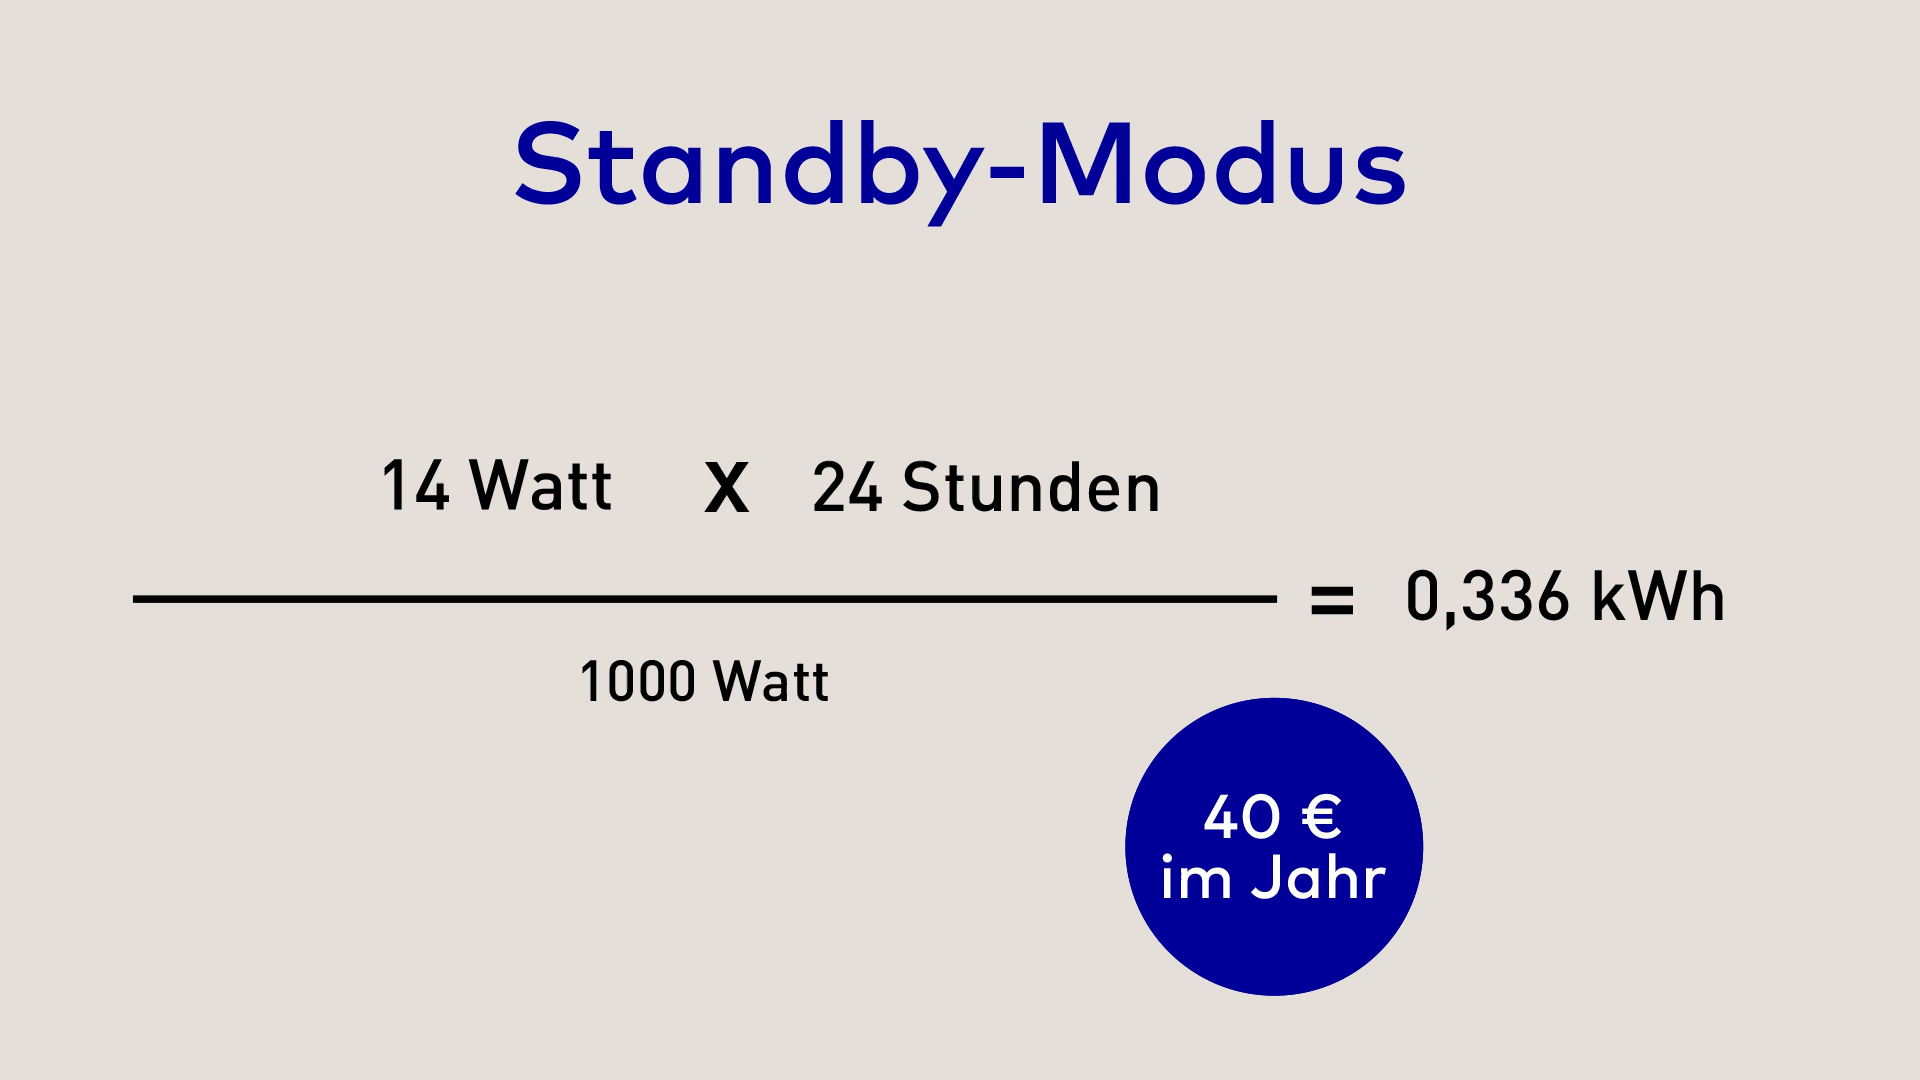 Standby-Modus
14 Watt x 24 Stunden
= 0,336 kWh
1000 Watt
40 €
im Jahr